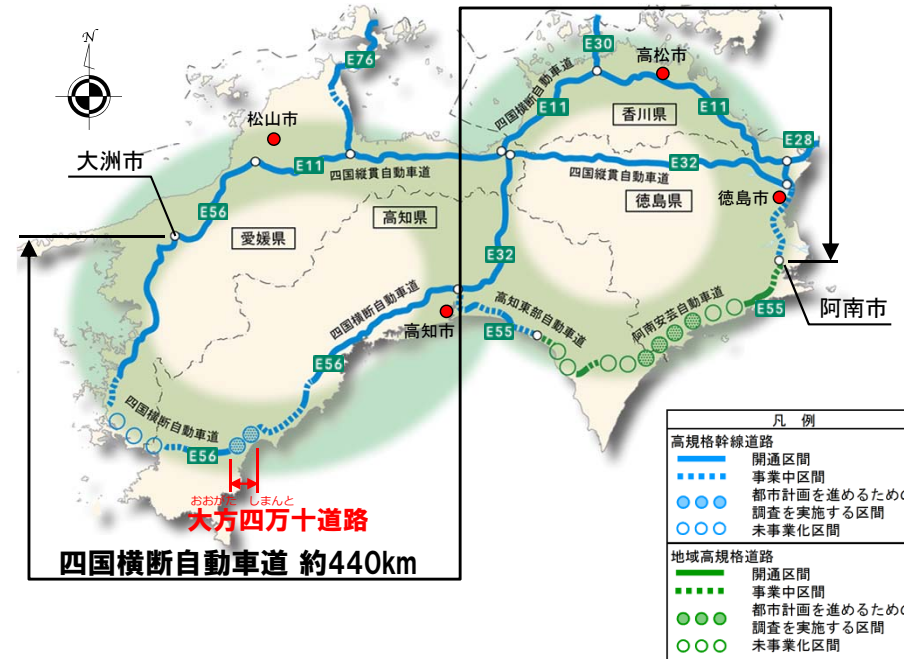 N
E76
E30
高松市
四国横断自動車道
E11
E11
香川県
松山市
E28
大洲市
E11
四国縦貫自動車道
E32
四国縦貫自動車道
徳島県
徳島市
E56
高知県
愛媛県
E32
四国横断自動車道
高知東部自動車道
阿南安芸自動車道
E55
阿南市
高知市
E55
E56
四国横断自動車道
E56
おおがた しまんと
大方四万十道路
四国横断自動車道 約440km
凡 例
高規格幹線道路
開通区間
事業中区間
都市計画を進めるための
調査を実施する区間
未事業化区間
地域高規格道路
開通区間
事業中区間
都市計画を進めるための
調査を実施する区間
未事業化区間